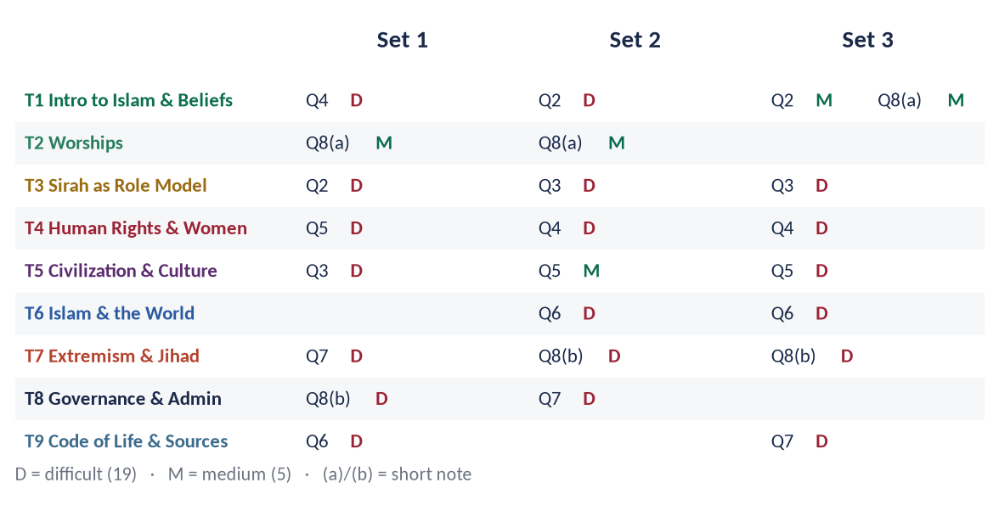 Set 1 Set 2 Set 3
T1 Intro to Islam & Beliefs Q4 D Q2 D Q2 M Q8(a) M
T2 Worships Q8(a) M Q8(a) M
T3 Sirah as Role Model Q2 D Q3 D Q3 D
T4 Human Rights & Women Q5 D Q4 D Q4 D
T5 Civilization & Culture Q3 D Q5 M Q5 D
T6 Islam & the World Q6 D Q6 D
T7 Extremism & Jihad Q7 D Q8(b) D Q8(b) D
T8 Governance & Admin Q8(b) D Q7 D
T9 Code of Life & Sources Q6 D Q7 D
D = difficult (19) · M = medium (5) · (a)/(b) = short note